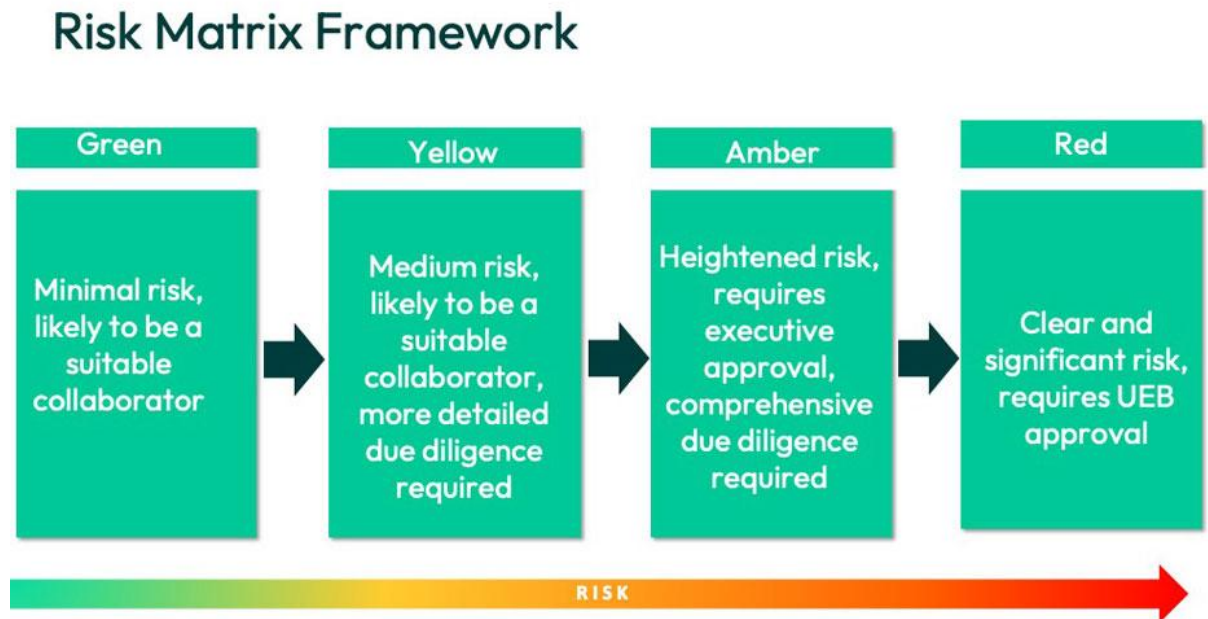 Risk Matrix Framework
Green
Minimal risk,
likely to be a
suitable
collaborator
Yellow
Medium risk,
likely to be a
suitable
collaborator,
more detailed
due diligence
required
Amber
Heightened risk,
requires
executive
approval,
comprehensive
due diligence
required
Red
Clear and
significant risk,
requires UEB
approval
RISK